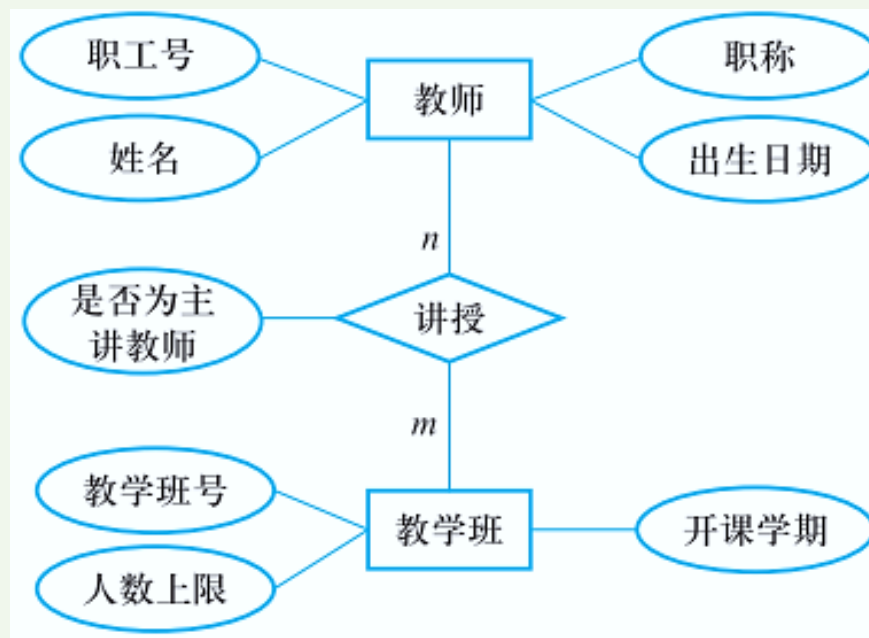 职工号
教师
职称
姓名
出生日期
n
是否为主
讲教师
讲授
m
教学班号
教学班
开课学期
人数上限